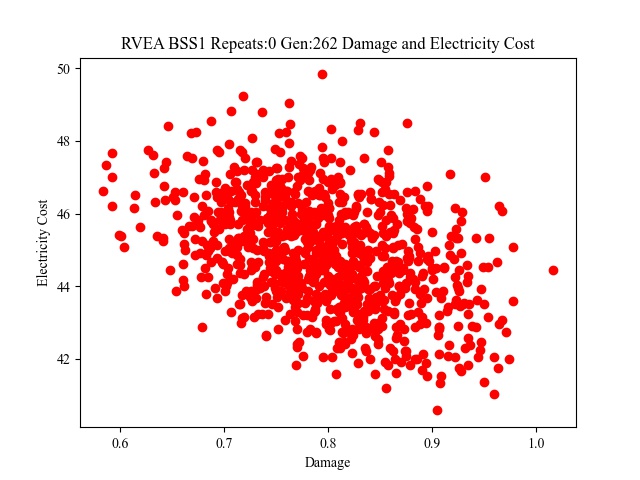 RVEA BSS1 Repeats:0 Gen:262 Damage and Electricity Cost
50
48
46
44
42
Electricity Cost
0.6 0.7 0.8 0.9 1.0
Damage